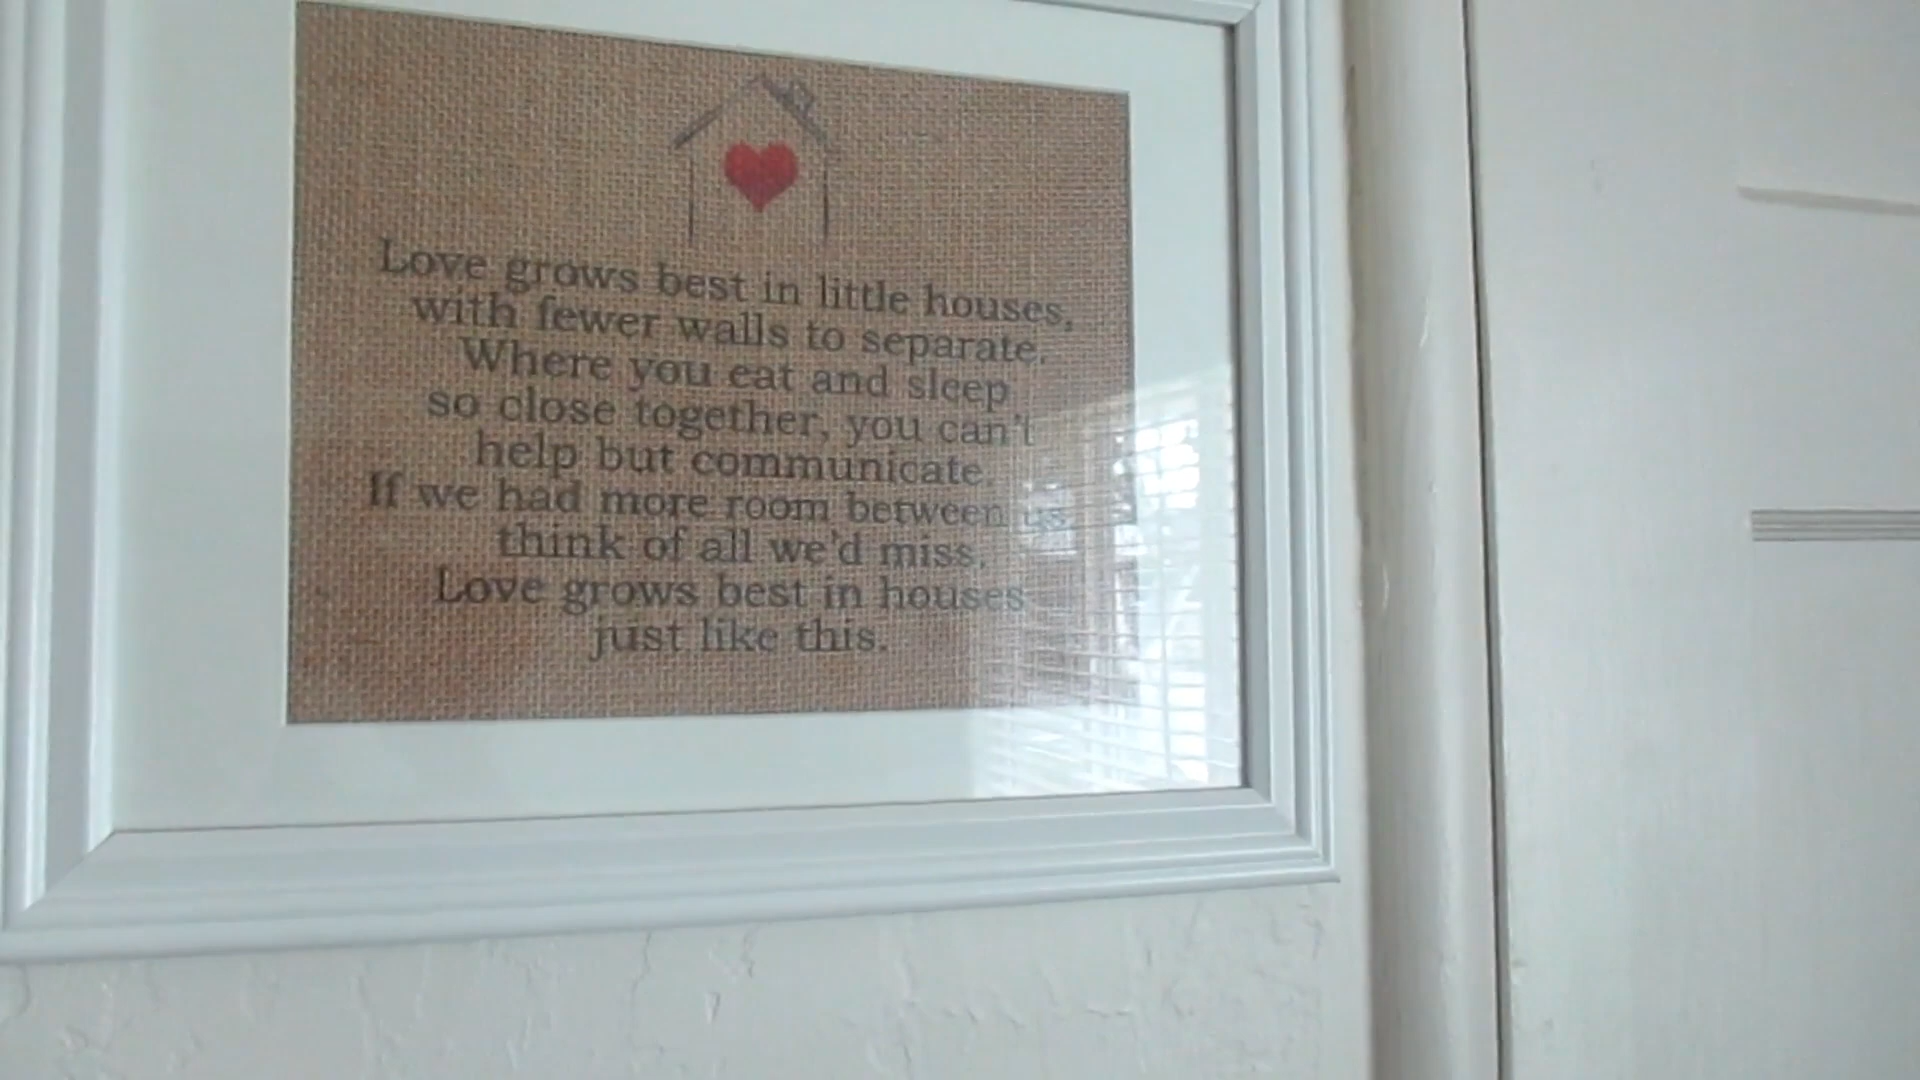 Love grows best in little houses,
with fewer walls to separate.
Where you eat and sleep
so close together, you can't
help but communicate.
If we had more room between us
think of all we'd miss.
Love grows best in houses
just like this.